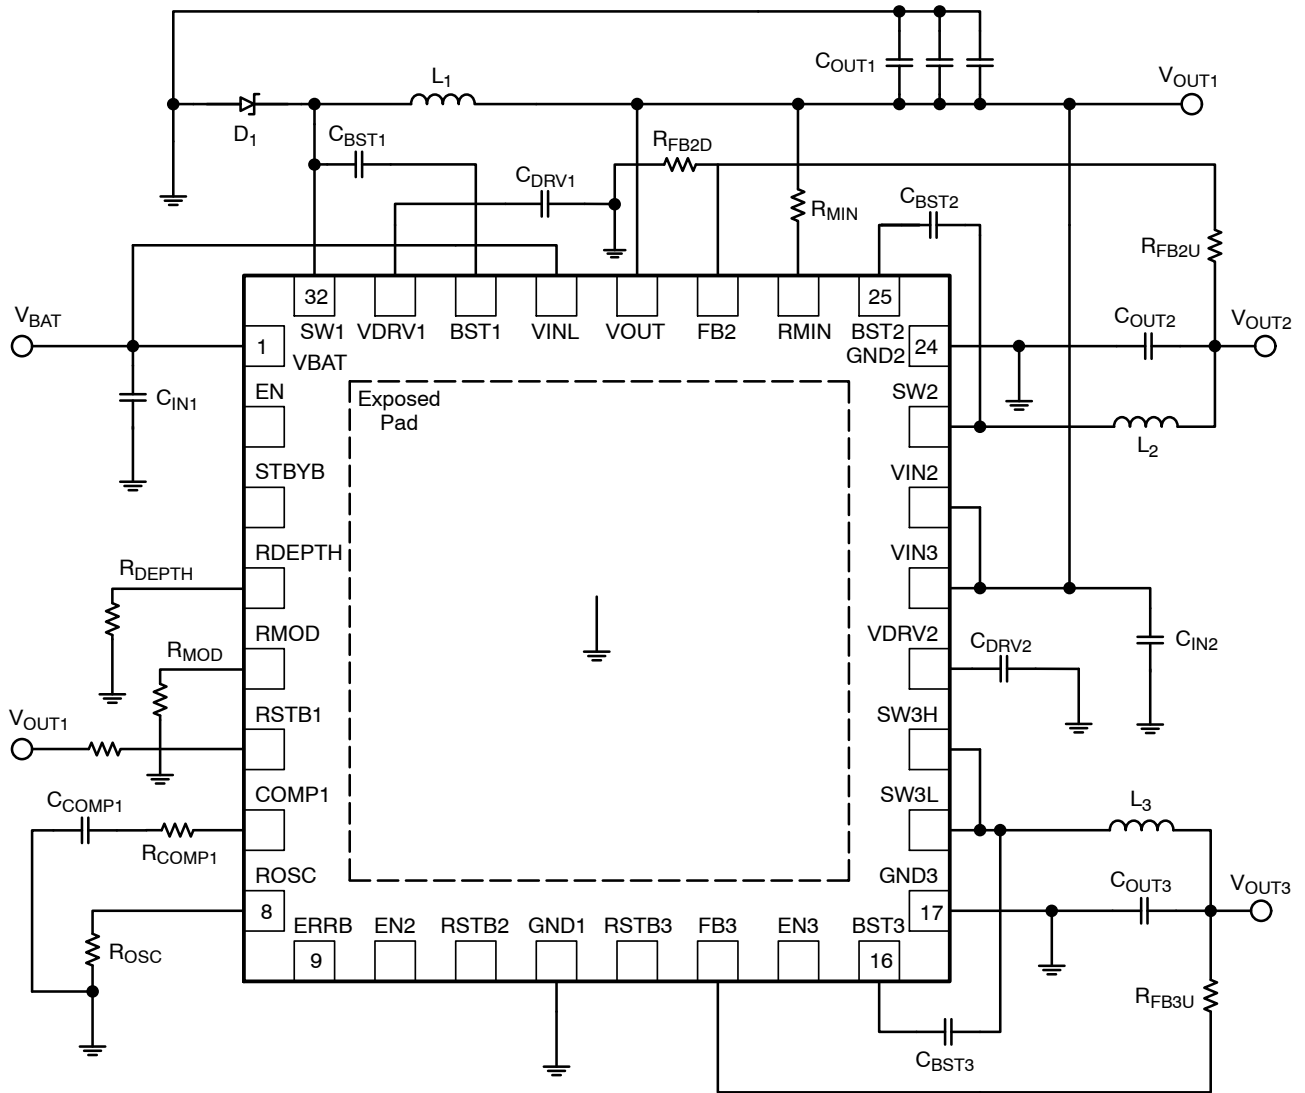 COUT1
VOUT1
L1
D1
CBST1
RFB2D
CDRV1
CBST2
RMIN
RFB2U
32
25
SW1
VDRV1
BST1
VINL
VOUT
FB2
RMIN
BST2
VBAT
1
VBAT
GND2
24
COUT2
VOUT2
EN
Exposed
Pad
SW2
CIN1
L2
STBYB
VIN2
RDEPTH
RDEPTH
VIN3
RMOD
RMOD
VDRV2
CDRV2
CIN2
VOUT1
RSTB1
SW3H
CCOMP1
COMP1
SW3L
L3
RCOMP1
ROSC
GND3
COUT3
VOUT3
8
17
ERRB
EN2
RSTB2
GND1
RSTB3
FB3
EN3
BST3
ROSC
9
16
RFB3U
CBST3